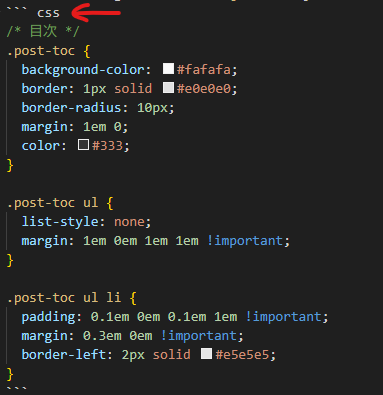 ``` css
/* 目次 */
.post-toc {
  background-color: #fafafa;
  border: 1px solid #e0e0e0;
  border-radius: 10px;
  margin: 1em 0;
  color: #333;
}

.post-toc ul {
  list-style: none;
  margin: 1em 0em 1em 1em !important;
}

.post-toc ul li {
  padding: 0.1em 0em 0.1em 1em !important;
  margin: 0.3em 0em !important;
  border-left: 2px solid #e5e5e5;
}
```